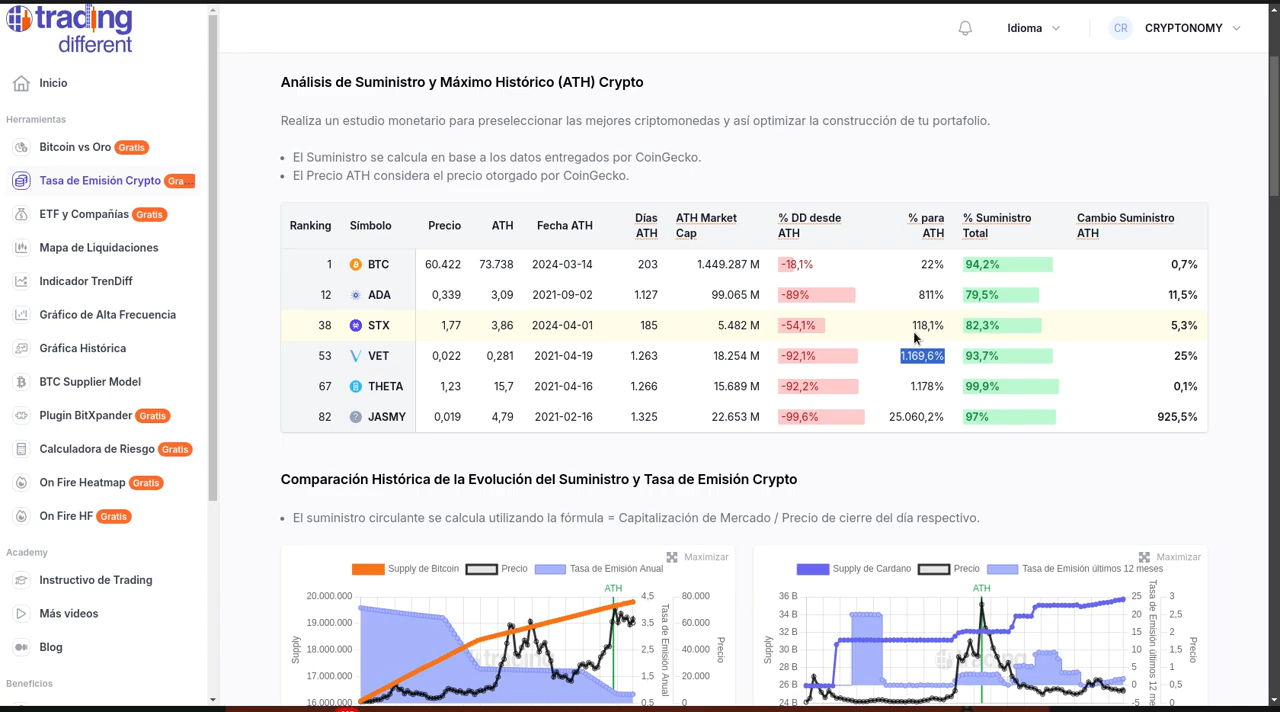 trading
different
Idioma
CR
CRYPTONOMY
Inicio
Herramientas
Bitcoin vs Oro Gratis
Tasa de Emisión Crypto Gra...
ETF y Compañías Gratis
Mapa de Liquidaciones
Indicador TrenDiff
Gráfico de Alta Frecuencia
Gráfica Histórica
BTC Supplier Model
Plugin BitXpander Gratis
Calculadora de Riesgo Gratis
On Fire Heatmap Gratis
On Fire HF Gratis
Academy
Instructivo de Trading
Más videos
Blog
Beneficios
Análisis de Suministro y Máximo Histórico (ATH) Crypto
Realiza un estudio monetario para preseleccionar las mejores criptomonedas y así optimizar la construcción de tu portafolio.
El Suministro se calcula en base a los datos entregados por CoinGecko.
El Precio ATH considera el precio otorgado por CoinGecko.
Ranking Símbolo Precio ATH Fecha ATH Días ATH ATH Market Cap % DD desde ATH % para ATH % Suministro Total Cambio Suministro ATH
1 BTC 60.422 73.738 2024-03-14 203 1.449.287 M -18,1% 22% 94,2% 0,7%
12 ADA 0,339 3,09 2021-09-02 1.127 99.065 M -89% 811% 79,5% 11,5%
38 STX 1,77 3,86 2024-04-01 185 5.482 M -54,1% 118,1% 82,3% 5,3%
53 VET 0,022 0,281 2021-04-19 1.263 18.254 M -92,1% 1.169,6% 93,7% 25%
67 THETA 1,23 15,7 2021-04-16 1.266 15.689 M -92,2% 1.178% 99,9% 0,1%
82 ? JASMY 0,019 4,79 2021-02-16 1.325 22.653 M -99,6% 25.060,2% 97% 925,5%
Comparación Histórica de la Evolución del Suministro y Tasa de Emisión Crypto
El suministro circulante se calcula utilizando la fórmula = Capitalización de Mercado / Precio de cierre del día respectivo.
Maximizar
Supply de Bitcoin Precio Tasa de Emisión Anual
ATH
20.000.000 4.5 80.000
19.000.000 3.5 60.000
18.000.000 2.5 40.000
17.000.000 1.5 20.000
16.000.000 0.5 0
Supply
Tasa de Emisión Anual
Precio
trading
Maximizar
Supply de Cardano Precio Tasa de Emisión últimos 12 meses
ATH
36 B 25 3
34 B 20 2,5
32 B 15 2
30 B 10 1,5
28 B 5 1
26 B 0 0,5
24 B -5 0
Supply
Tasa de Emisión últimos 12 me
Precio
trading